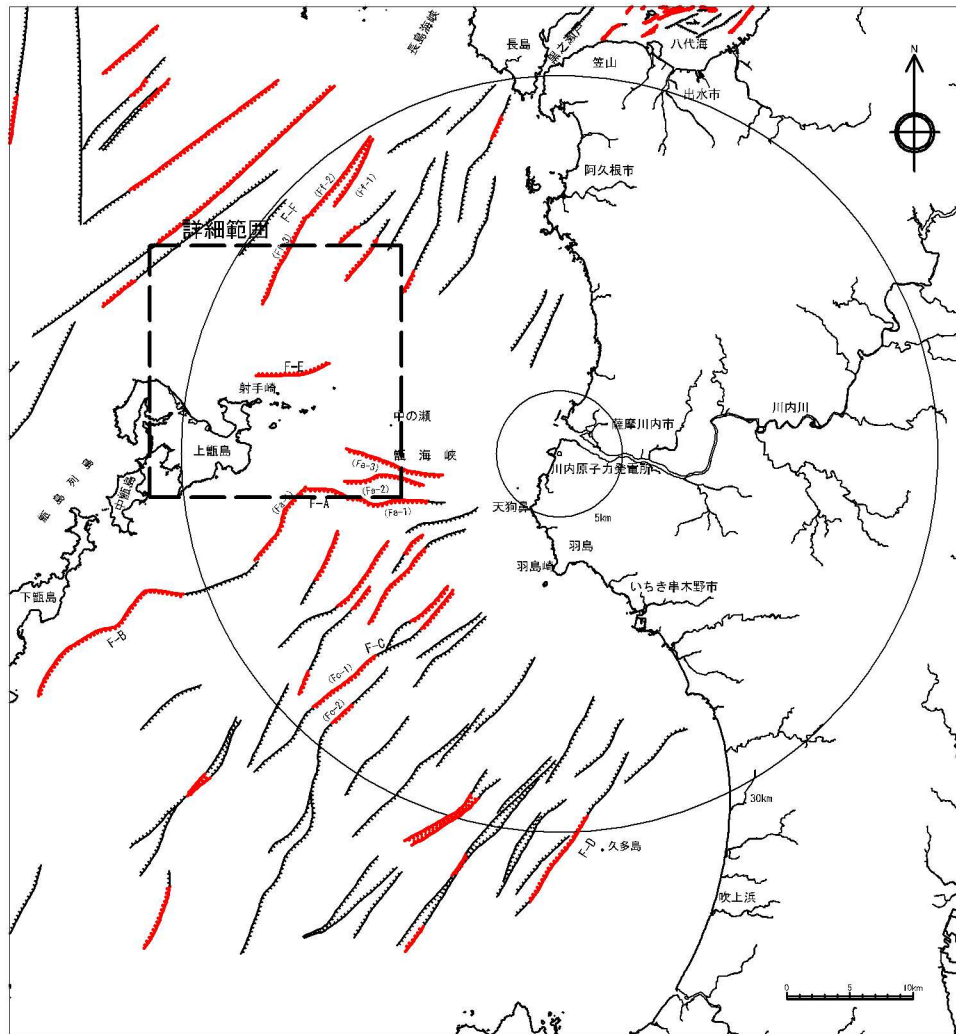 長島海峡
長島
黒之瀬戸
八代海
笠山
出水市
N
阿久根市
(Ff-2)
(Ff-1)
F-F
詳細範囲
F-E
射手崎
中の瀬
川内川
薩摩川内市
上甑島
甑海峡
(Fa-3)
川内原子力発電所
甑島列島
中甑島
(Fa-2)
F-A
(Fa-1)
天狗鼻
5km
羽島
羽島崎
いちき串木野市
下甑島
F-B
F-C
(Fc-1)
(Fc-2)
30km
F-D
久多島
吹上浜
0 5 10km